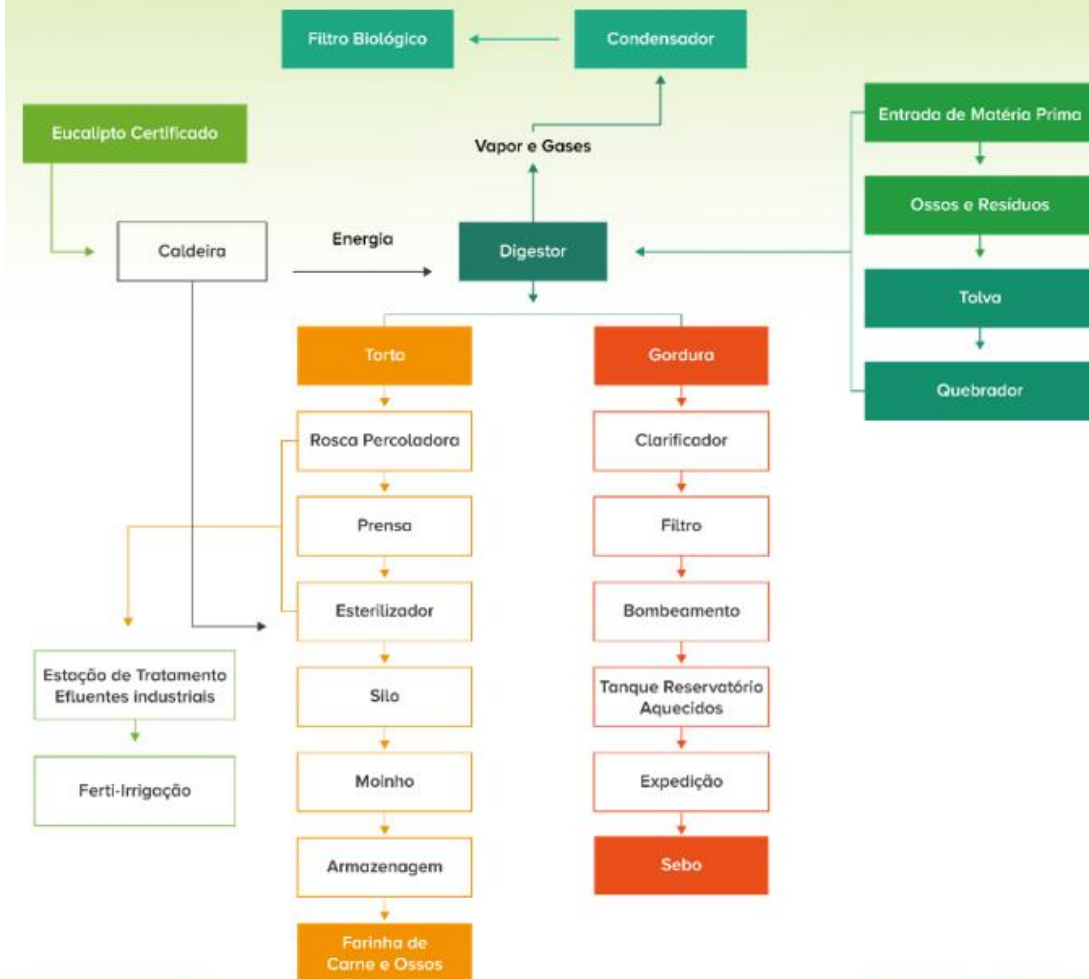 Filtro Biológico
Condensador
Eucalipto Certificado
Vapor e Gases
Entrada de Matéria Prima
Ossos e Resíduos
Caldeira
Energia
Digestor
Tolva
Quebrador
Torta
Gordura
Rosca Percoladora
Clarificador
Prensa
Filtro
Esterilizador
Bombeamento
Estação de Tratamento
Efluentes industriais
Silo
Tanque Reservatório
Aquecidos
Ferti-Irrigação
Moinho
Expedição
Armazenagem
Sebo
Farinha de
Carne e Ossos